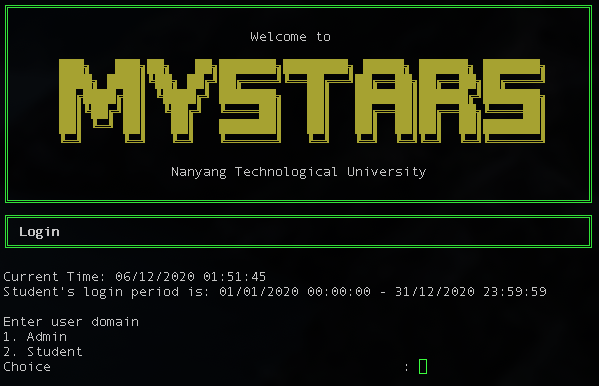 Welcome to
MYSTARS
Nanyang Technological University
Login
Current Time: 06/12/2020 01:51:45
Student's login period is: 01/01/2020 00:00:00 - 31/12/2020 23:59:59
Enter user domain
1. Admin
2. Student
Choice :